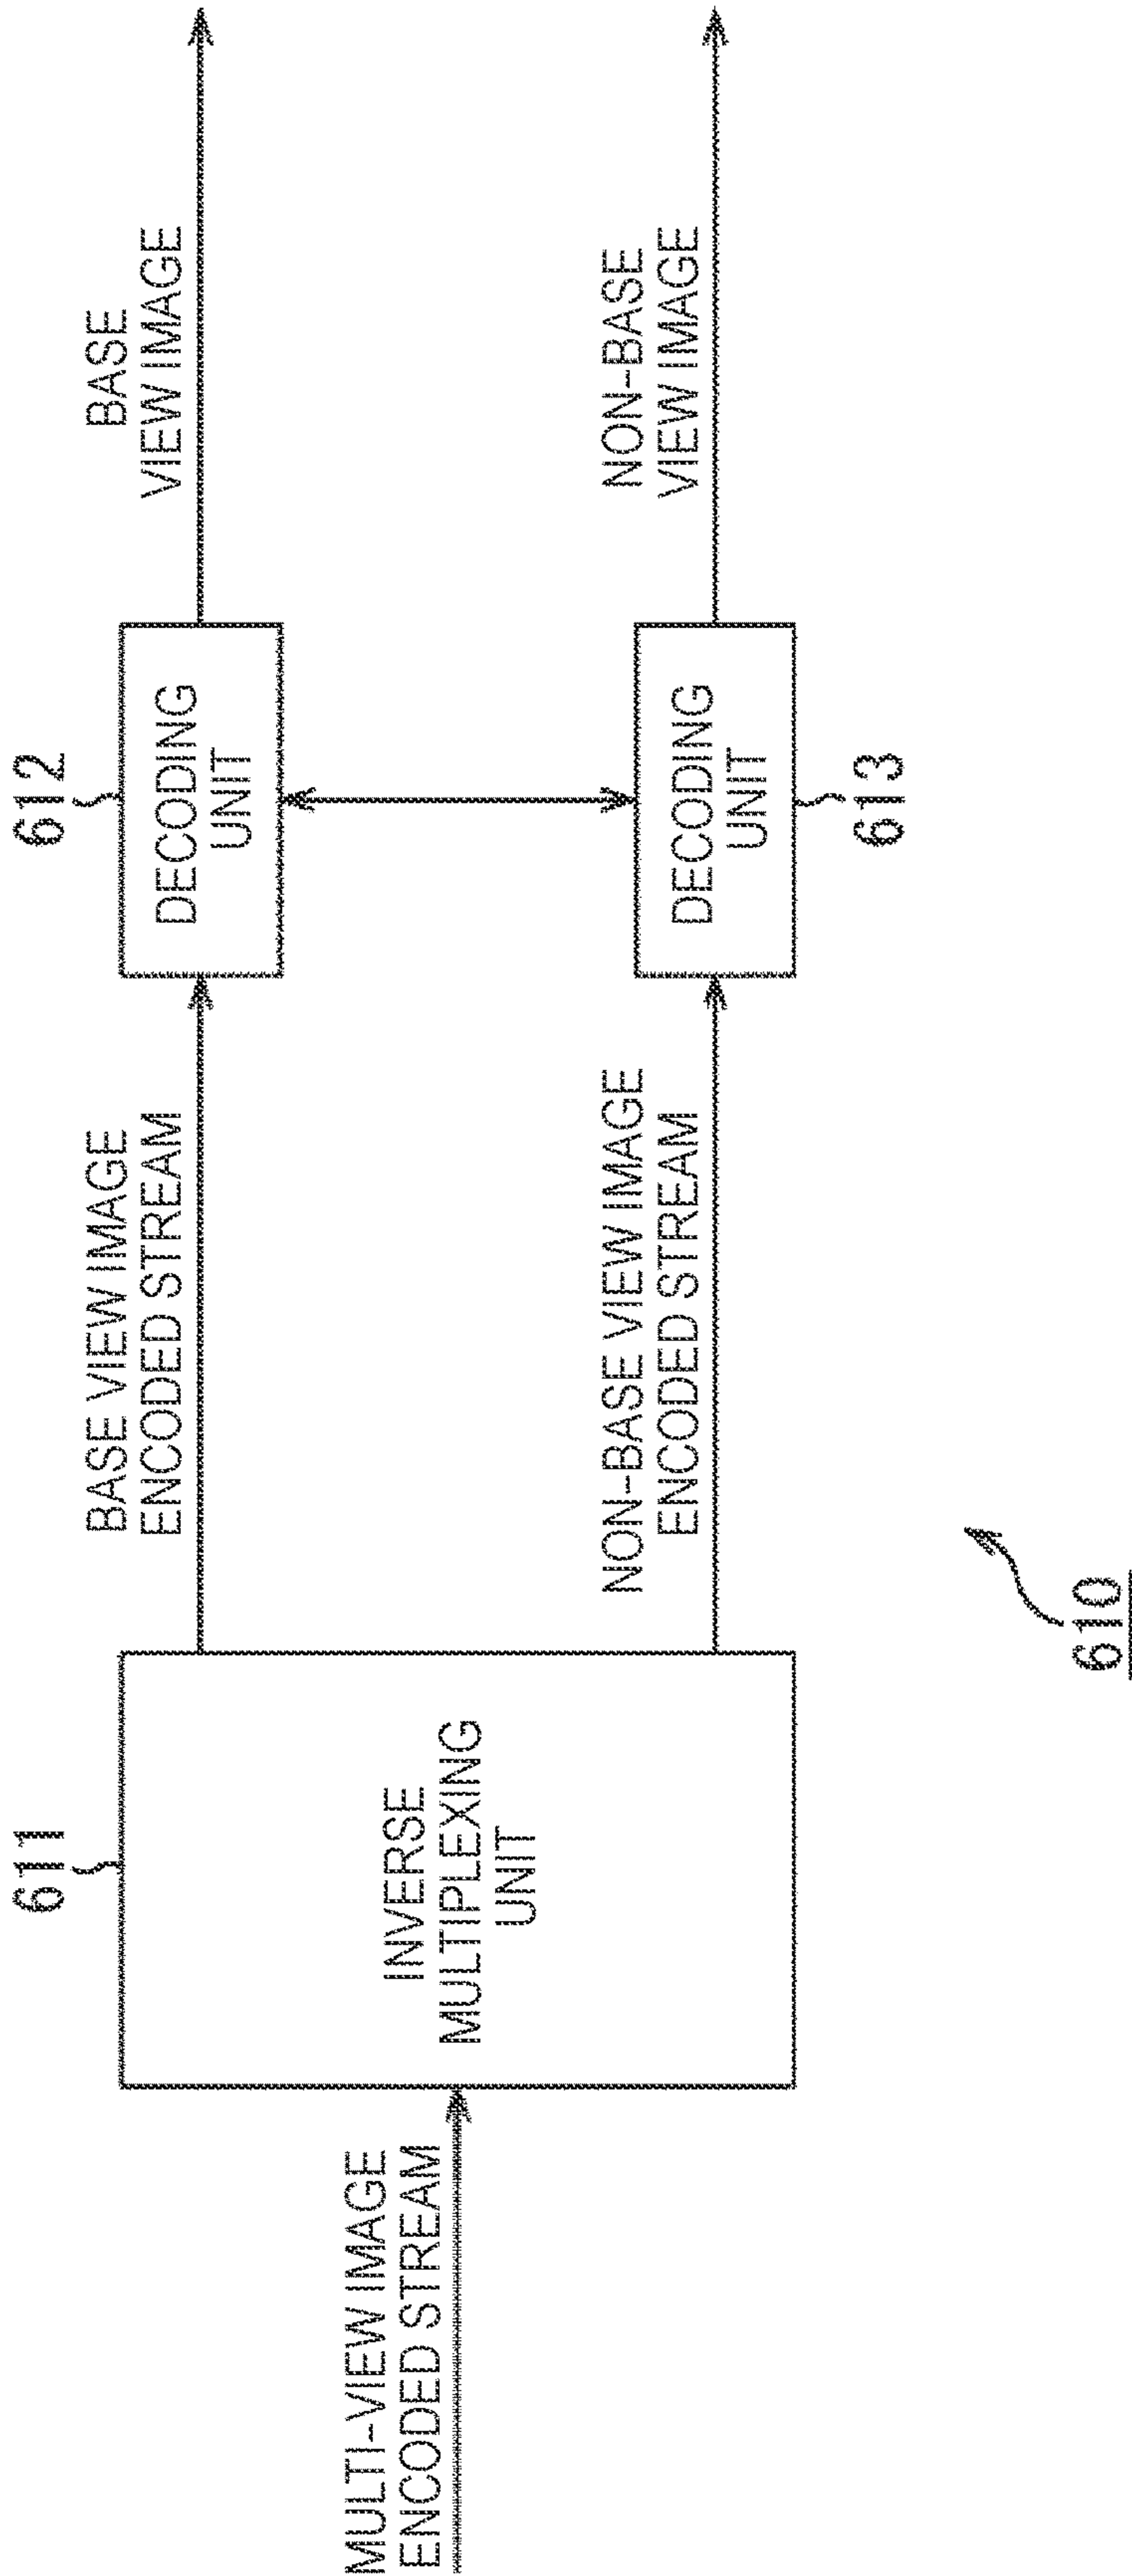 MULTI-VIEW IMAGE
ENCODED STREAM
611
INVERSE
MULTIPLEXING
UNIT
BASE VIEW IMAGE
ENCODED STREAM
NON-BASE VIEW IMAGE
ENCODED STREAM
612
DECODING
UNIT
DECODING
UNIT
613
BASE
VIEW IMAGE
NON-BASE
VIEW IMAGE
610